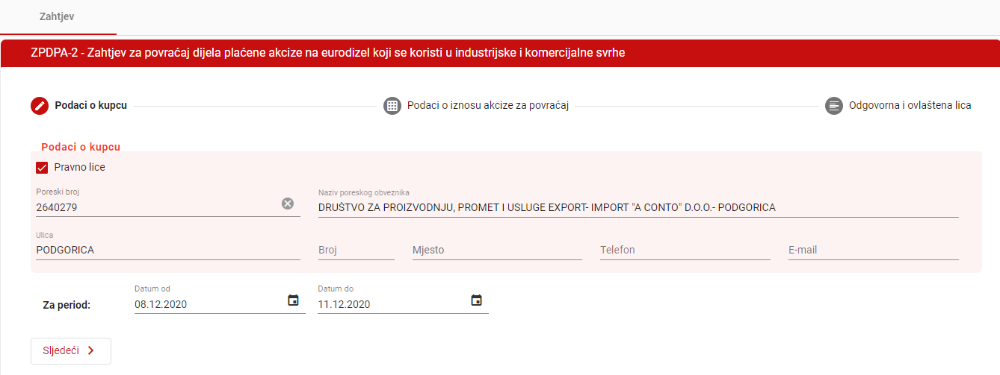 Zahtjev
ZPDPA-2 - Zahtjev za povraćaj dijela plaćene akcize na eurodizel koji se koristi u industrijske i komercijalne svrhe
Podaci o kupcu Podaci o iznosu akcize za povraćaj Odgovorna i ovlaštena lica
Podaci o kupcu
Pravno lice
Poreski broj Naziv poreskog obveznika
2640279 DRUŠTVO ZA PROIZVODNJU, PROMET I USLUGE EXPORT- IMPORT "A CONTO" D.O.O.- PODGORICA
Ulica
PODGORICA Broj Mjesto Telefon E-mail
Datum od Datum do
Za period: 08.12.2020 11.12.2020
Sljedeći